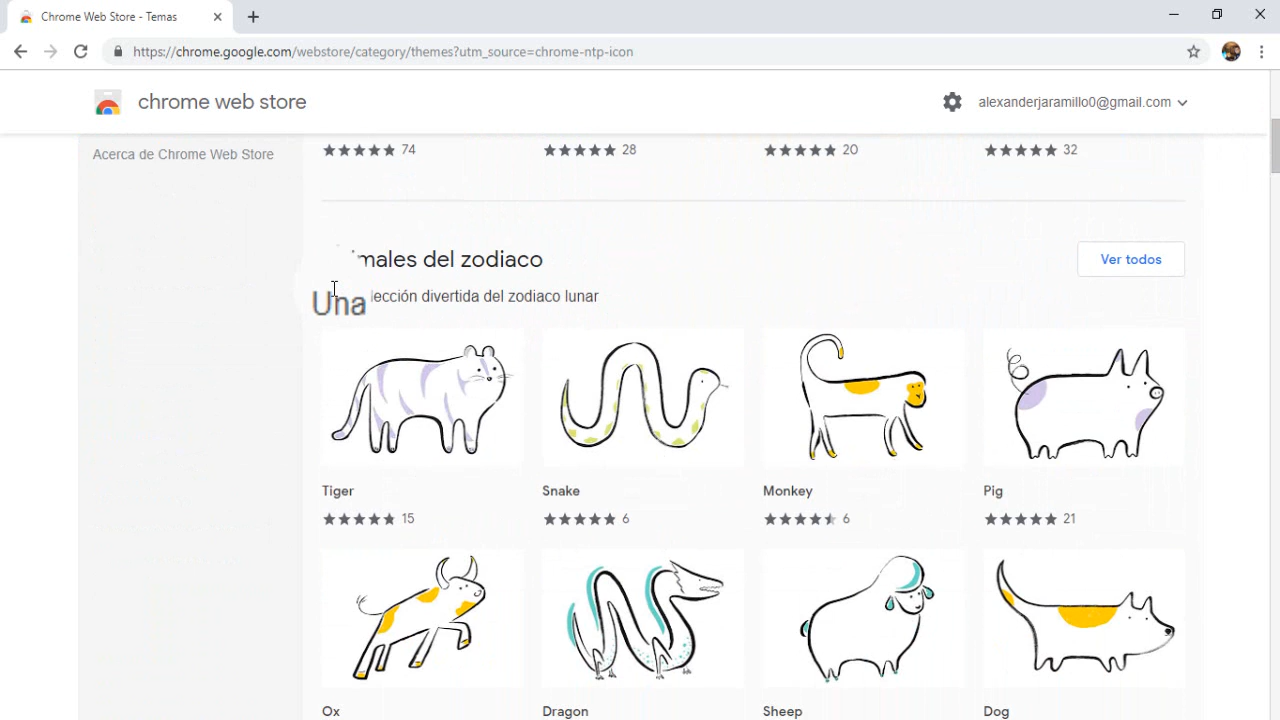 Chrome Web Store - Temas
https://chrome.google.com/webstore/category/themes?utm_source=chrome-ntp-icon
chrome web store
alexanderjaramillo0@gmail.com
Acerca de Chrome Web Store
74
28
20
32
males del zodiaco
Ver todos
Una lección divertida del zodiaco lunar
Tiger
Snake
Monkey
Pig
15
6
6
21
Ox
Dragon
Sheep
Dog